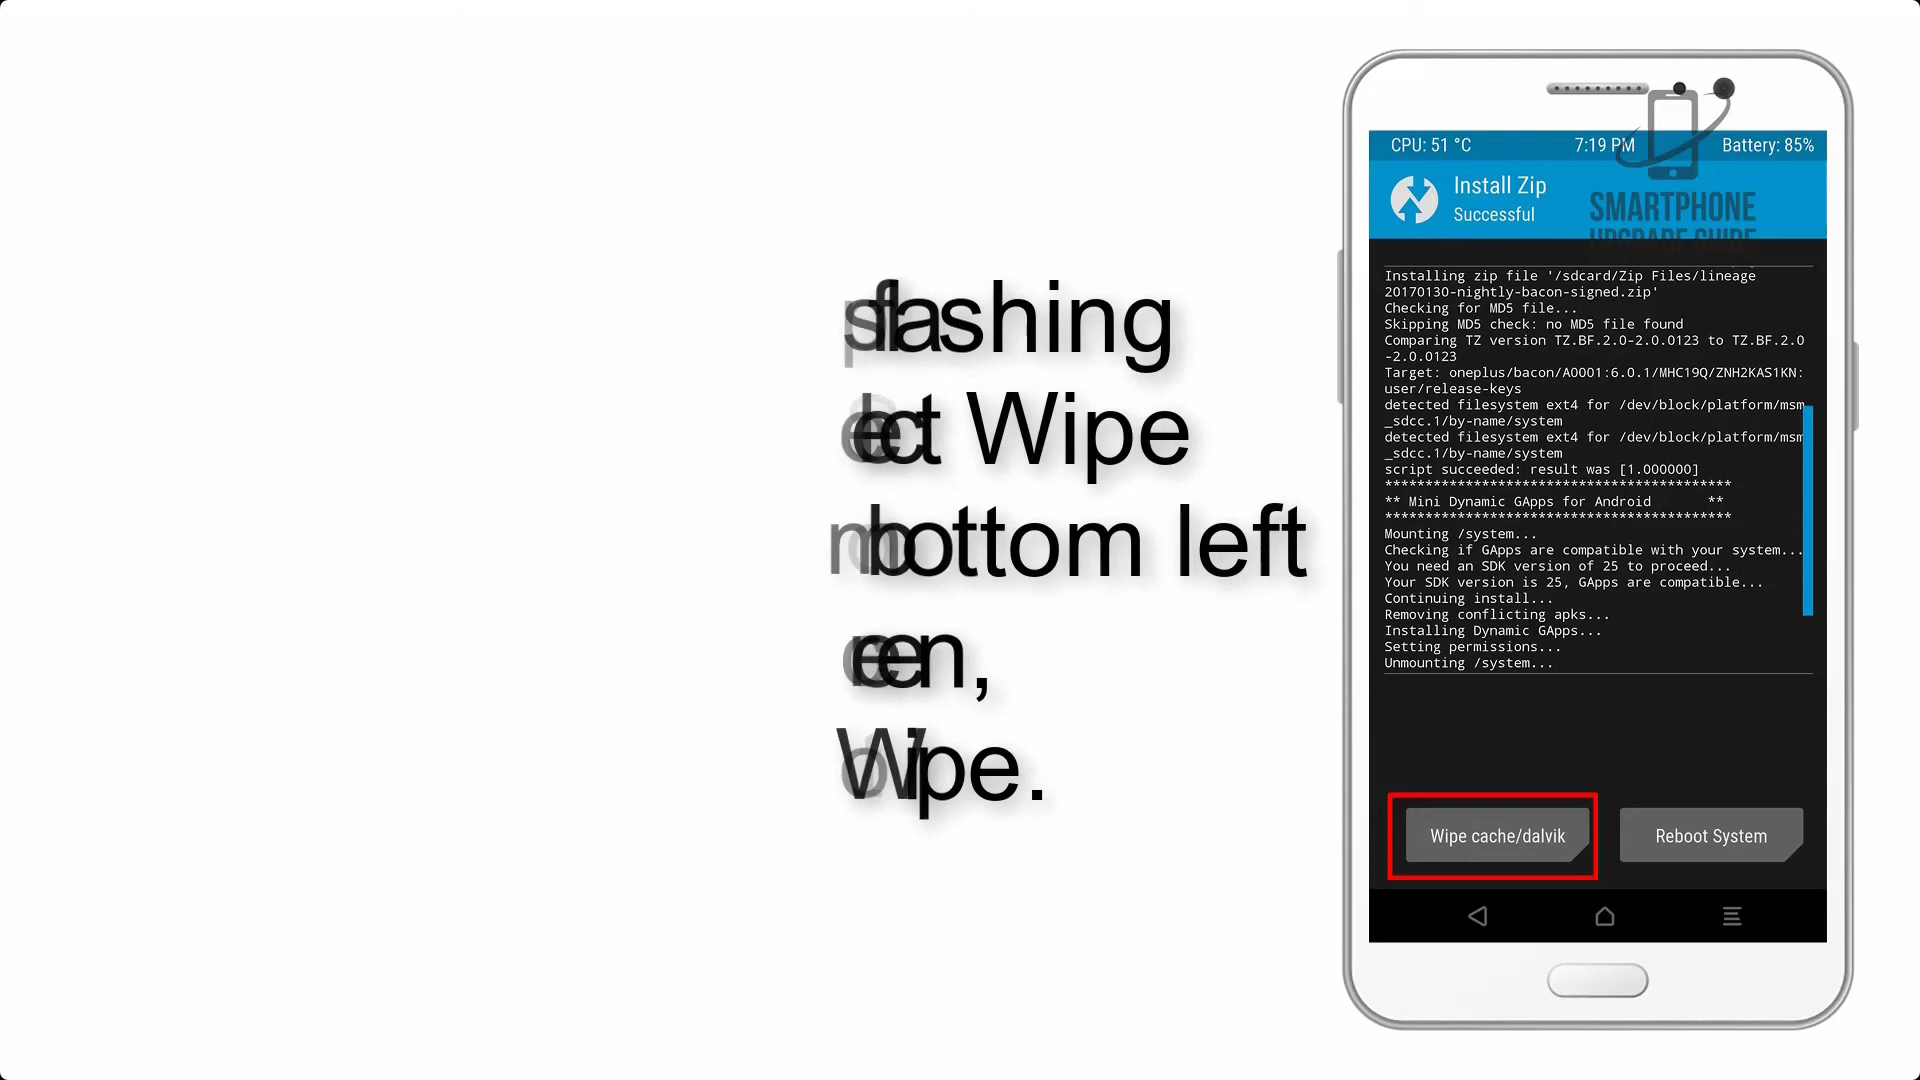 flashing
Wipe
bottom left
Wipe.
CPU: 51 °C
7:19 PM
Battery: 85%
Install Zip
Successful
SMARTPHONE
UPGRADE GUIDE
Installing zip file '/sdcard/Zip Files/lineage
20170130-nightly-bacon-signed.zip'
Checking for MD5 file...
Skipping MD5 check: no MD5 file found
Comparing TZ version TZ.BF.2.0-2.0.0123 to TZ.BF.2.0
-2.0.0123
Target: oneplus/bacon/A0001:6.0.1/MHC19Q/ZNH2KAS1KN:
user/release-keys
detected filesystem ext4 for /dev/block/platform/msm
_sdcc.1/by-name/system
detected filesystem ext4 for /dev/block/platform/msm
_sdcc.1/by-name/system
script succeeded: result was [1.000000]
*******************************************
** Mini Dynamic GApps for Android **
*******************************************
Mounting /system...
Checking if GApps are compatible with your system...
You need an SDK version of 25 to proceed...
Your SDK version is 25, GApps are compatible...
Continuing install...
Removing conflicting apks...
Installing Dynamic GApps...
Setting permissions...
Unmounting /system...
Wipe cache/dalvik
Reboot System